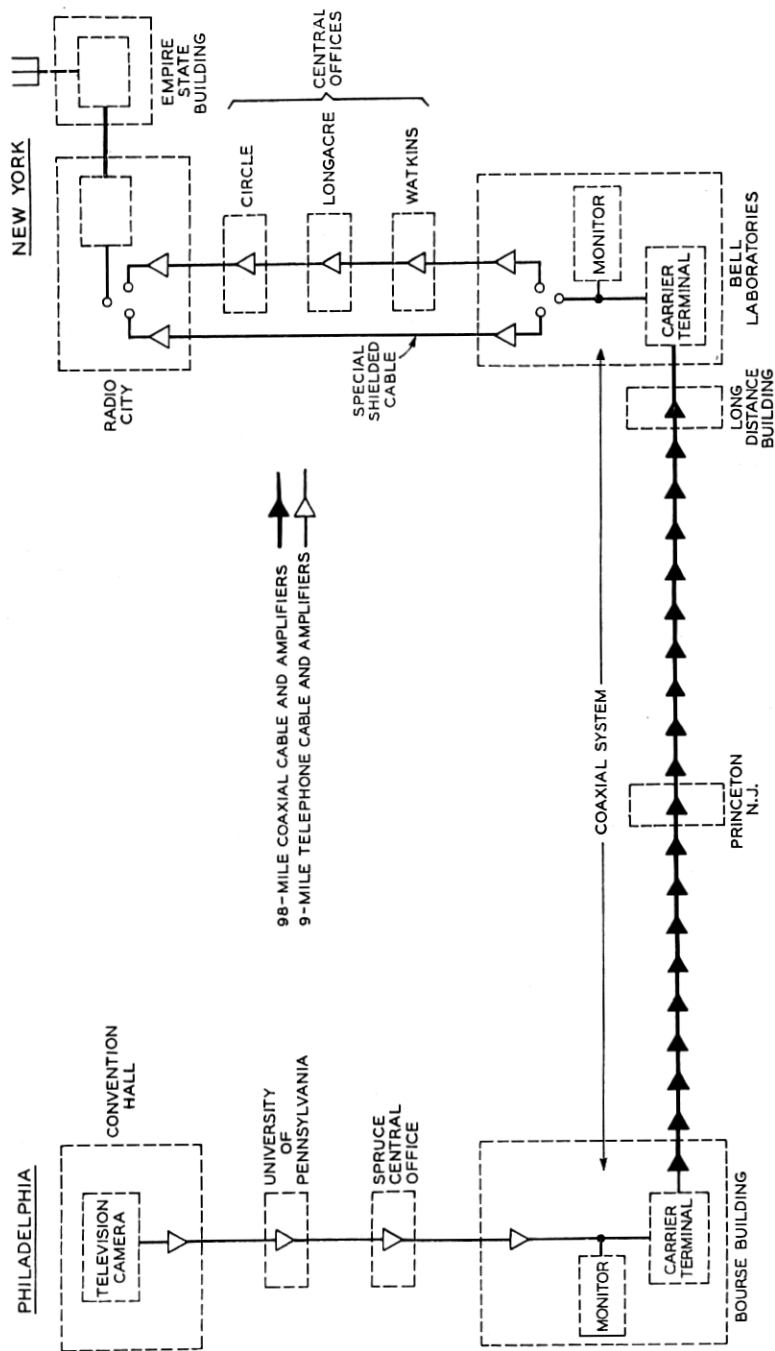 PHILADELPHIA
CONVENTION
HALL
TELEVISION
CAMERA
UNIVERSITY
OF
PENNSYLVANIA
SPRUCE
CENTRAL
OFFICE
MONITOR
CARRIER
TERMINAL
BOURSE BUILDING
98-MILE COAXIAL CABLE AND AMPLIFIERS
9-MILE TELEPHONE CABLE AND AMPLIFIERS
COAXIAL SYSTEM
PRINCETON
N.J.
NEW YORK
EMPIRE
STATE
BUILDING
RADIO
CITY
CIRCLE
LONGACRE
WATKINS
CENTRAL
OFFICES
SPECIAL
SHIELDED
CABLE
MONITOR
CARRIER
TERMINAL
BELL
LABORATORIES
LONG
DISTANCE
BUILDING